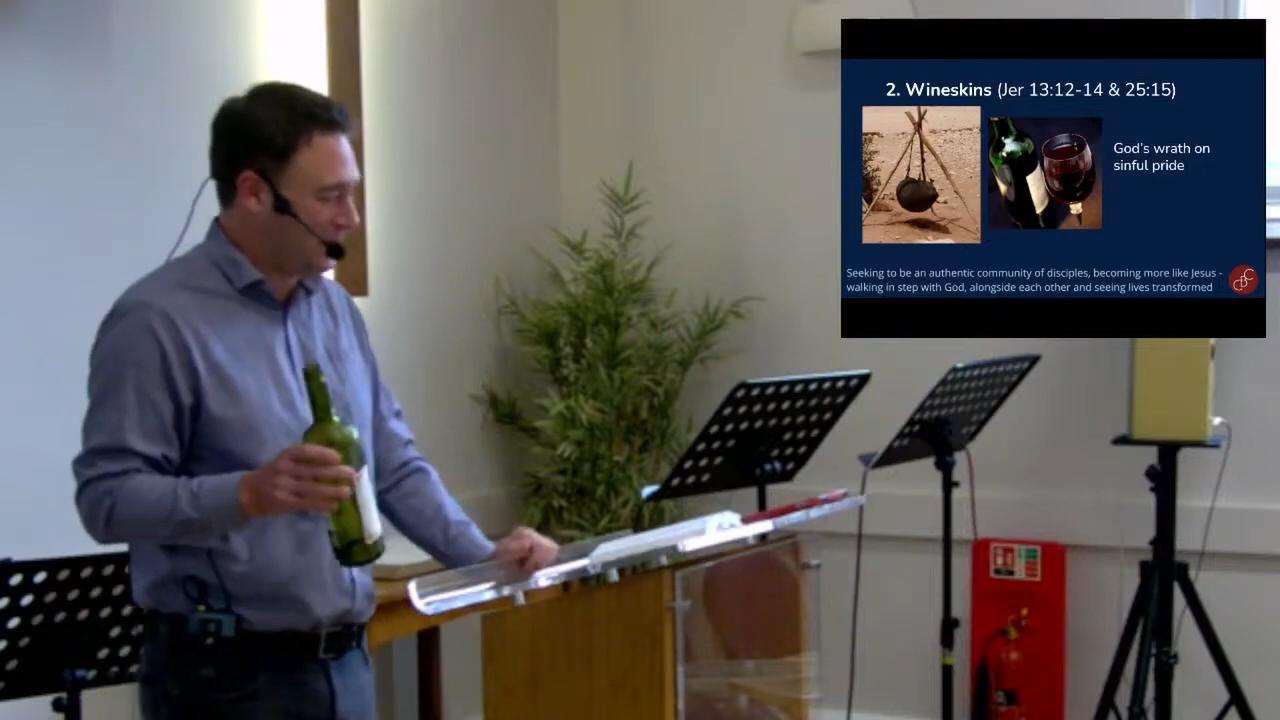 2. Wineskins (Jer 13:12-14 & 25:15)
God's wrath on
sinful pride
Seeking to be an authentic community of disciples, becoming more like Jesus -
walking in step with God, alongside each other and seeing lives transformed
CBC